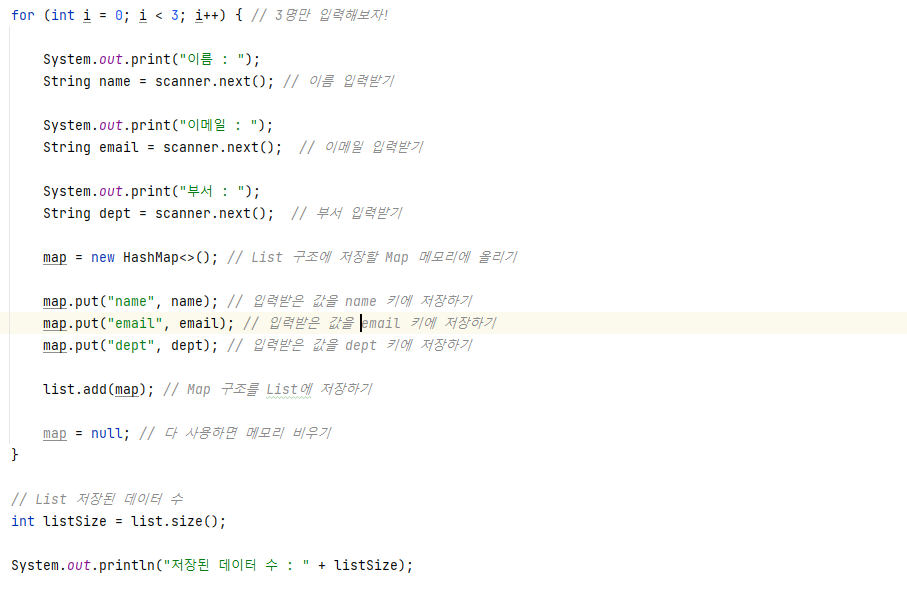 for (int i = 0; i < 3; i++) { // 3명만 입력해보자!
System.out.print("이름 : ");
String name = scanner.next(); // 이름 입력받기
System.out.print("이메일 : ");
String email = scanner.next();  // 이메일 입력받기
System.out.print("부서 : ");
String dept = scanner.next();  // 부서 입력받기
map = new HashMap<>(); // List 구조에 저장할 Map 메모리에 올리기
map.put("name", name); // 입력받은 값을 name 키에 저장하기
map.put("email", email); // 입력받은 값을 email 키에 저장하기
map.put("dept", dept); // 입력받은 값을 dept 키에 저장하기
list.add(map); // Map 구조를 List에 저장하기
map = null; // 다 사용하면 메모리 비우기
}
// List 저장된 데이터 수
int listSize = list.size();
System.out.println("저장된 데이터 수 : " + listSize);